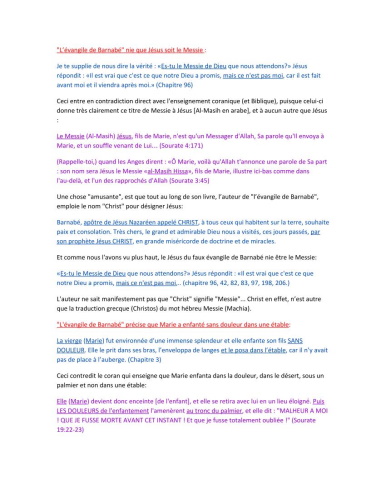 "L'évangile de Barnabé" nie que Jésus soit le Messie :
Je te supplie de nous dire la vérité : «Es-tu le Messie de Dieu que nous attendons?» Jésus
répondit : «Il est vrai que c'est ce que notre Dieu a promis, mais ce n'est pas moi, car il est fait
avant moi et il viendra après moi.» (Chapitre 96)
Ceci entre en contradiction direct avec l'enseignement coranique (et Biblique), puisque celui-ci
donne très clairement ce titre de Messie à Jésus [Al-Masih en arabe], et à aucun autre que Jésus
:
Le Messie (Al-Masih) Jésus, fils de Marie, n'est qu'un Messager d'Allah, Sa parole qu'Il envoya à
Marie, et un souffle venant de Lui... (Sourate 4:171)
(Rappelle-toi,) quand les Anges dirent : «Ô Marie, voilà qu'Allah t'annonce une parole de Sa part
: son nom sera Jésus le Messie «al-Masih Hissa», fils de Marie, illustre ici-bas comme dans
l'au-delà, et l'un des rapprochés d'Allah (Sourate 3:45)
Une chose "amusante", est que tout au long de son livre, l'auteur de "l'évangile de Barnabé",
emploie le nom "Christ" pour désigner Jésus:
Barnabé, apôtre de Jésus Nazaréen appelé CHRIST, à tous ceux qui habitent sur la terre, souhaite
paix et consolation. Très chers, le grand et admirable Dieu nous a visités, ces jours passés, par
son prophète Jésus CHRIST, en grande miséricorde de doctrine et de miracles.
Et comme nous l'avons vu plus haut, le Jésus du faux évangile de Barnabé nie être le Messie:
«Es-tu le Messie de Dieu que nous attendons?» Jésus répondit : «Il est vrai que c'est ce que
notre Dieu a promis, mais ce n'est pas moi... (chapitre 96, 42, 82, 83, 97, 198, 206.)
L'auteur ne sait manifestement pas que "Christ" signifie "Messie"... Christ en effet, n'est autre
que la traduction grecque (Christos) du mot hébreu Messie (Machia).
"L'évangile de Barnabé" précise que Marie a enfanté sans douleur dans une étable:
La vierge (Marie) fut environnée d'une immense splendeur et elle enfante son fils SANS
DOULEUR. Elle le prit dans ses bras, l'enveloppa de langes et le posa dans l'étable, car il n'y avait
pas de place à l'auberge. (Chapitre 3)
Ceci contredit le coran qui enseigne que Marie enfanta dans la douleur, dans le désert, sous un
palmier et non dans une étable:
Elle (Marie) devient donc enceinte [de l'enfant], et elle se retira avec lui en un lieu éloigné. Puis
LES DOULEURS de l'enfantement l'amenèrent au tronc du palmier, et elle dit : "MALHEUR A MOI
! QUE JE FUSSE MORTE AVANT CET INSTANT ! Et que je fusse totalement oubliée !" (Sourate
19:22-23)